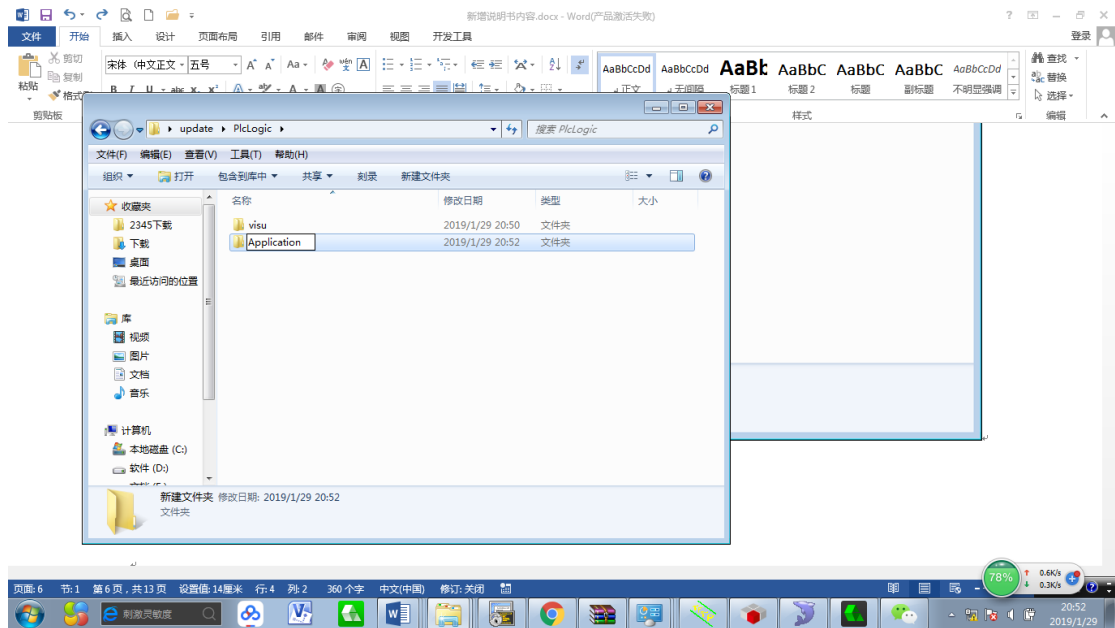 新增说明书内容.docx - Word(产品激活失败)
文件 开始 插入 设计 页面布局 引用 邮件 审阅 视图 开发工具 登录
剪切 复制 粘贴 剪贴板
宋体 (中文正文 五号
AaBbCcDd AaBbCcDd AaBb AaBbC AaBbC AaBbC AaBbCcDd
标题 1 标题 2 标题 副标题 不明显强调
样式
查找 替换 选择 编辑
update PlcLogic
搜索 PlcLogic
文件(F) 编辑(E) 查看(V) 工具(T) 帮助(H)
组织 打开 包含到库中 共享 刻录 新建文件夹
名称 修改日期 类型 大小
visu 2019/1/29 20:50 文件夹
Application 2019/1/29 20:52 文件夹
收藏夹
2345下载
下载
桌面
最近访问的位置
库
视频
图片
文档
音乐
计算机
本地磁盘 (C:)
软件 (D:)
新建文件夹 修改日期: 2019/1/29 20:52
文件夹
页面: 6 节: 1 第 6 页，共 13 页 设置值: 14厘米 行: 4 列: 2 360 个字 中文(中国) 修订: 关闭
78% 0.6K/s
0.3K/s
刺激灵敏度
20:52
2019/1/29